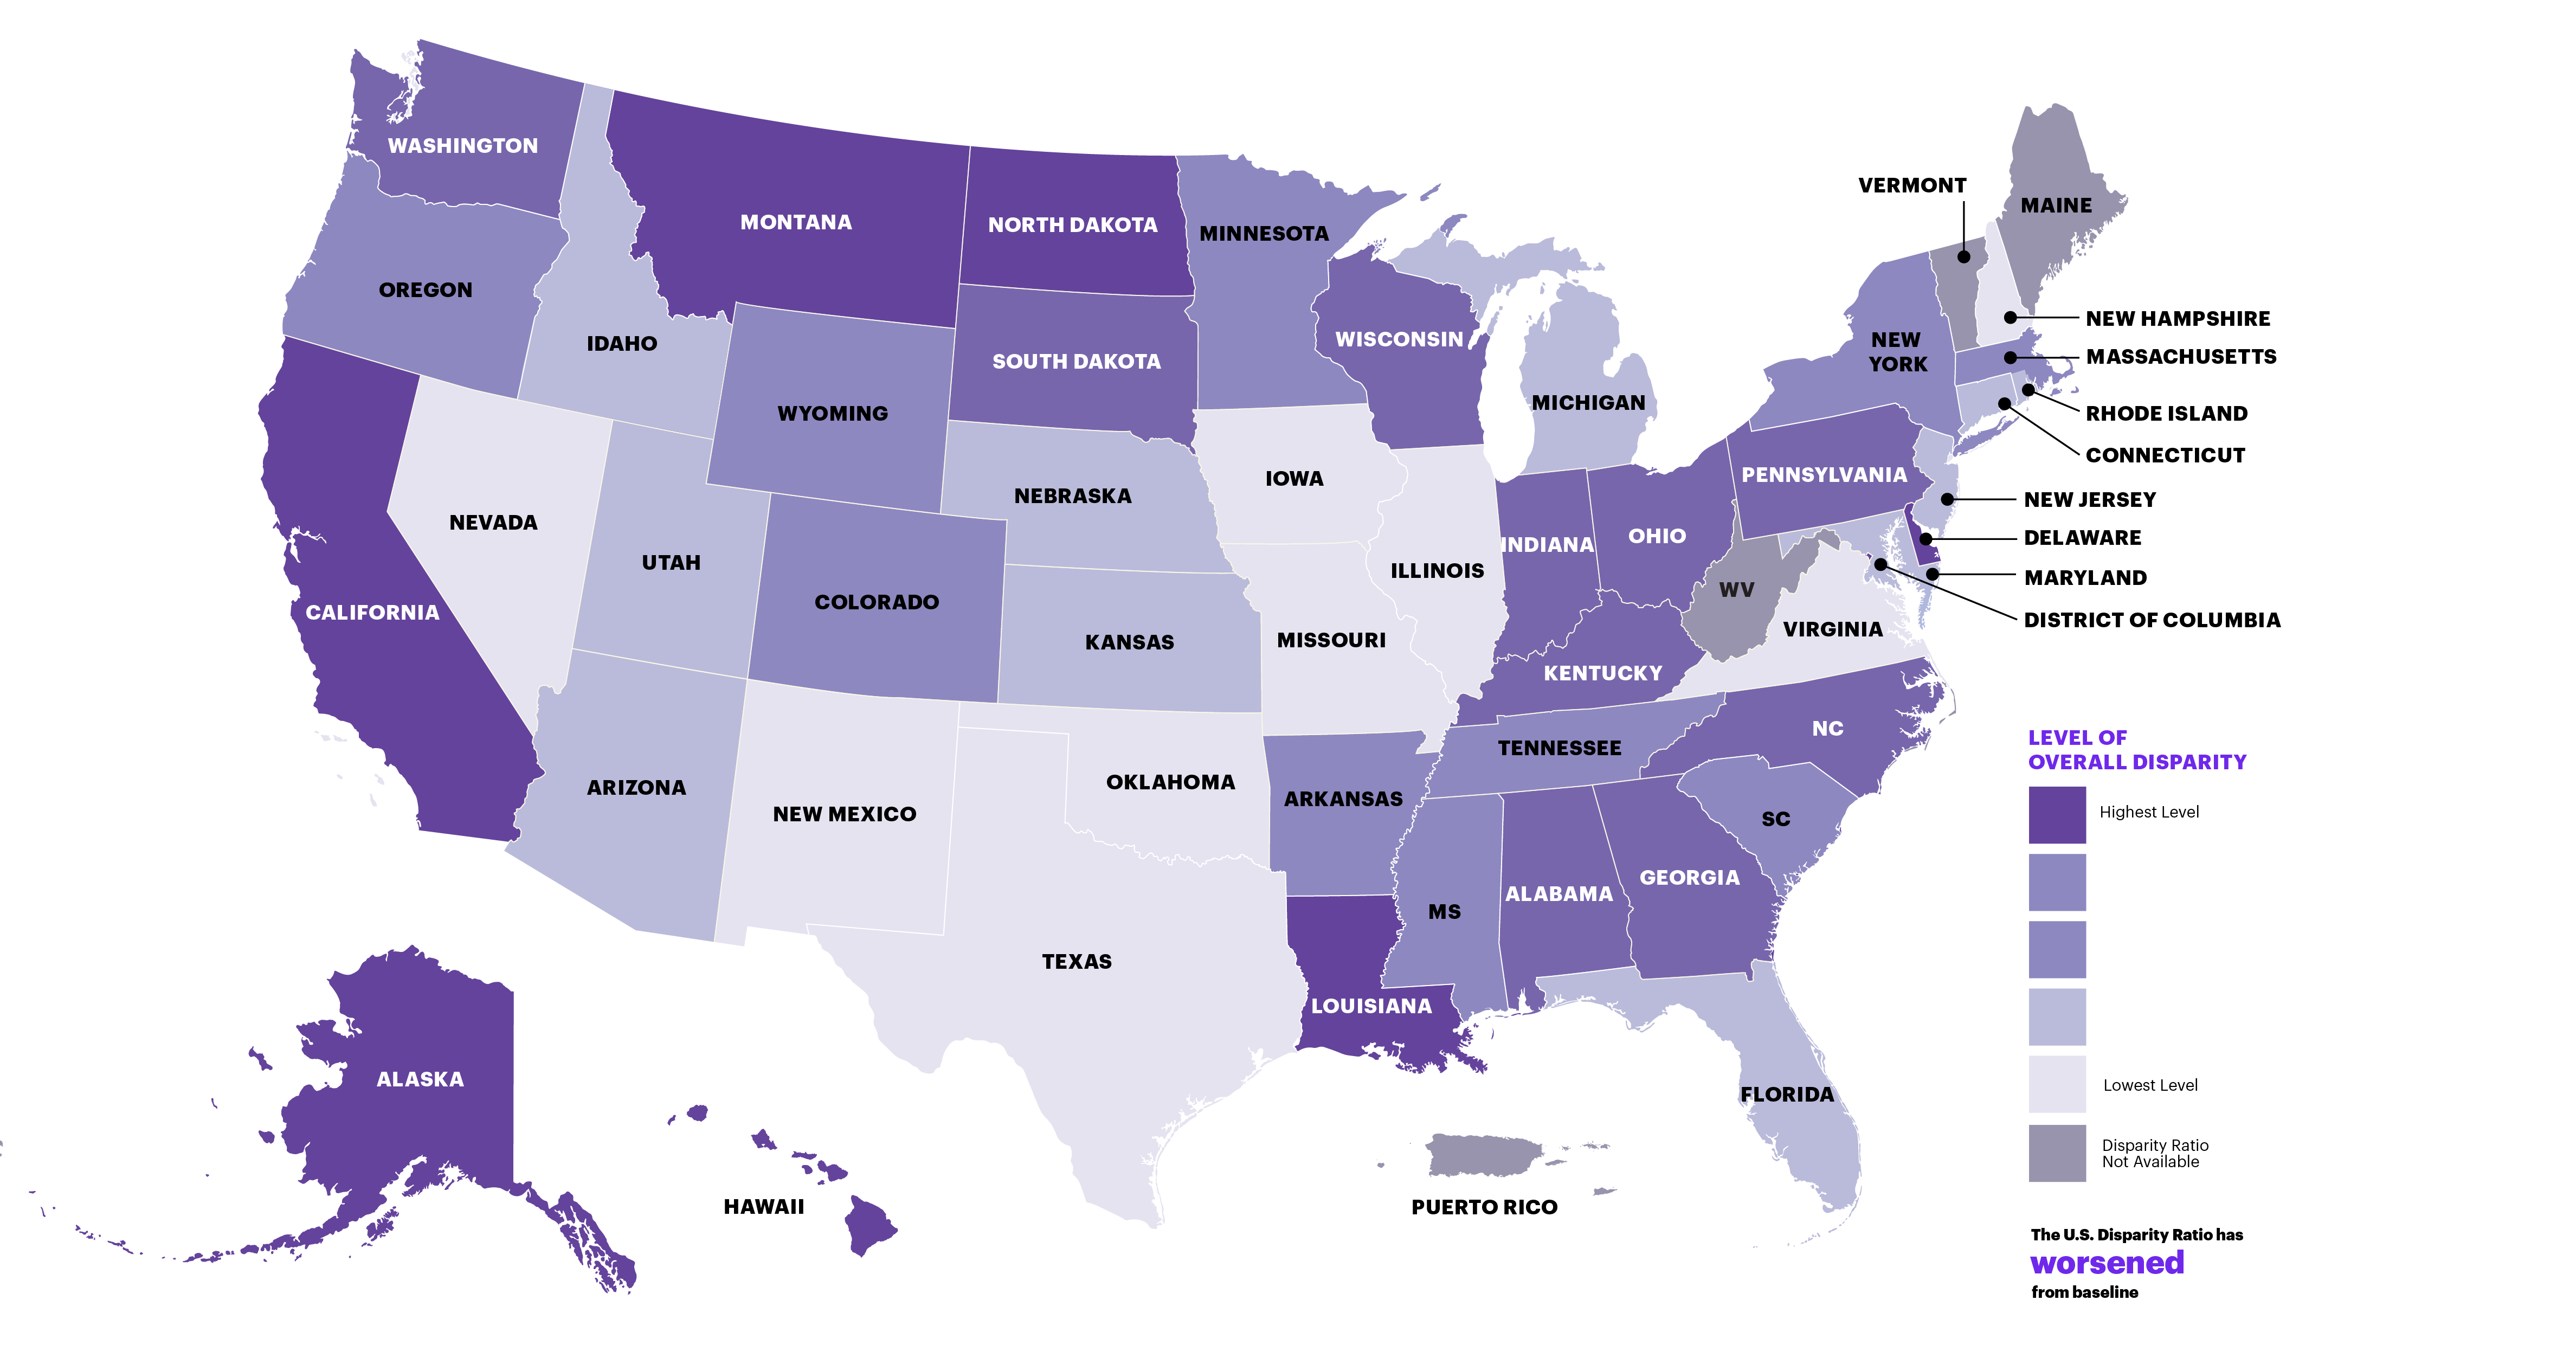 WASHINGTON
MONTANA
NORTH DAKOTA
MINNESOTA
VERMONT
MAINE
OREGON
IDAHO
WYOMING
SOUTH DAKOTA
WISCONSIN
MICHIGAN
NEW
YORK
NEW HAMPSHIRE
MASSACHUSETTS
RHODE ISLAND
CONNECTICUT
NEW JERSEY
DELAWARE
MARYLAND
DISTRICT OF COLUMBIA
NEVADA
UTAH
COLORADO
NEBRASKA
KANSAS
IOWA
MISSOURI
ILLINOIS
INDIANA
OHIO
PENNSYLVANIA
WV
VIRGINIA
KENTUCKY
CALIFORNIA
ARIZONA
NEW MEXICO
OKLAHOMA
TEXAS
ARKANSAS
TENNESSEE
NC
SC
MS
ALABAMA
GEORGIA
LOUISIANA
FLORIDA
ALASKA
HAWAII
PUERTO RICO
LEVEL OF
OVERALL DISPARITY
Highest Level
Lowest Level
Disparity Ratio
Not Available
The U.S. Disparity Ratio has
worsened
from baseline